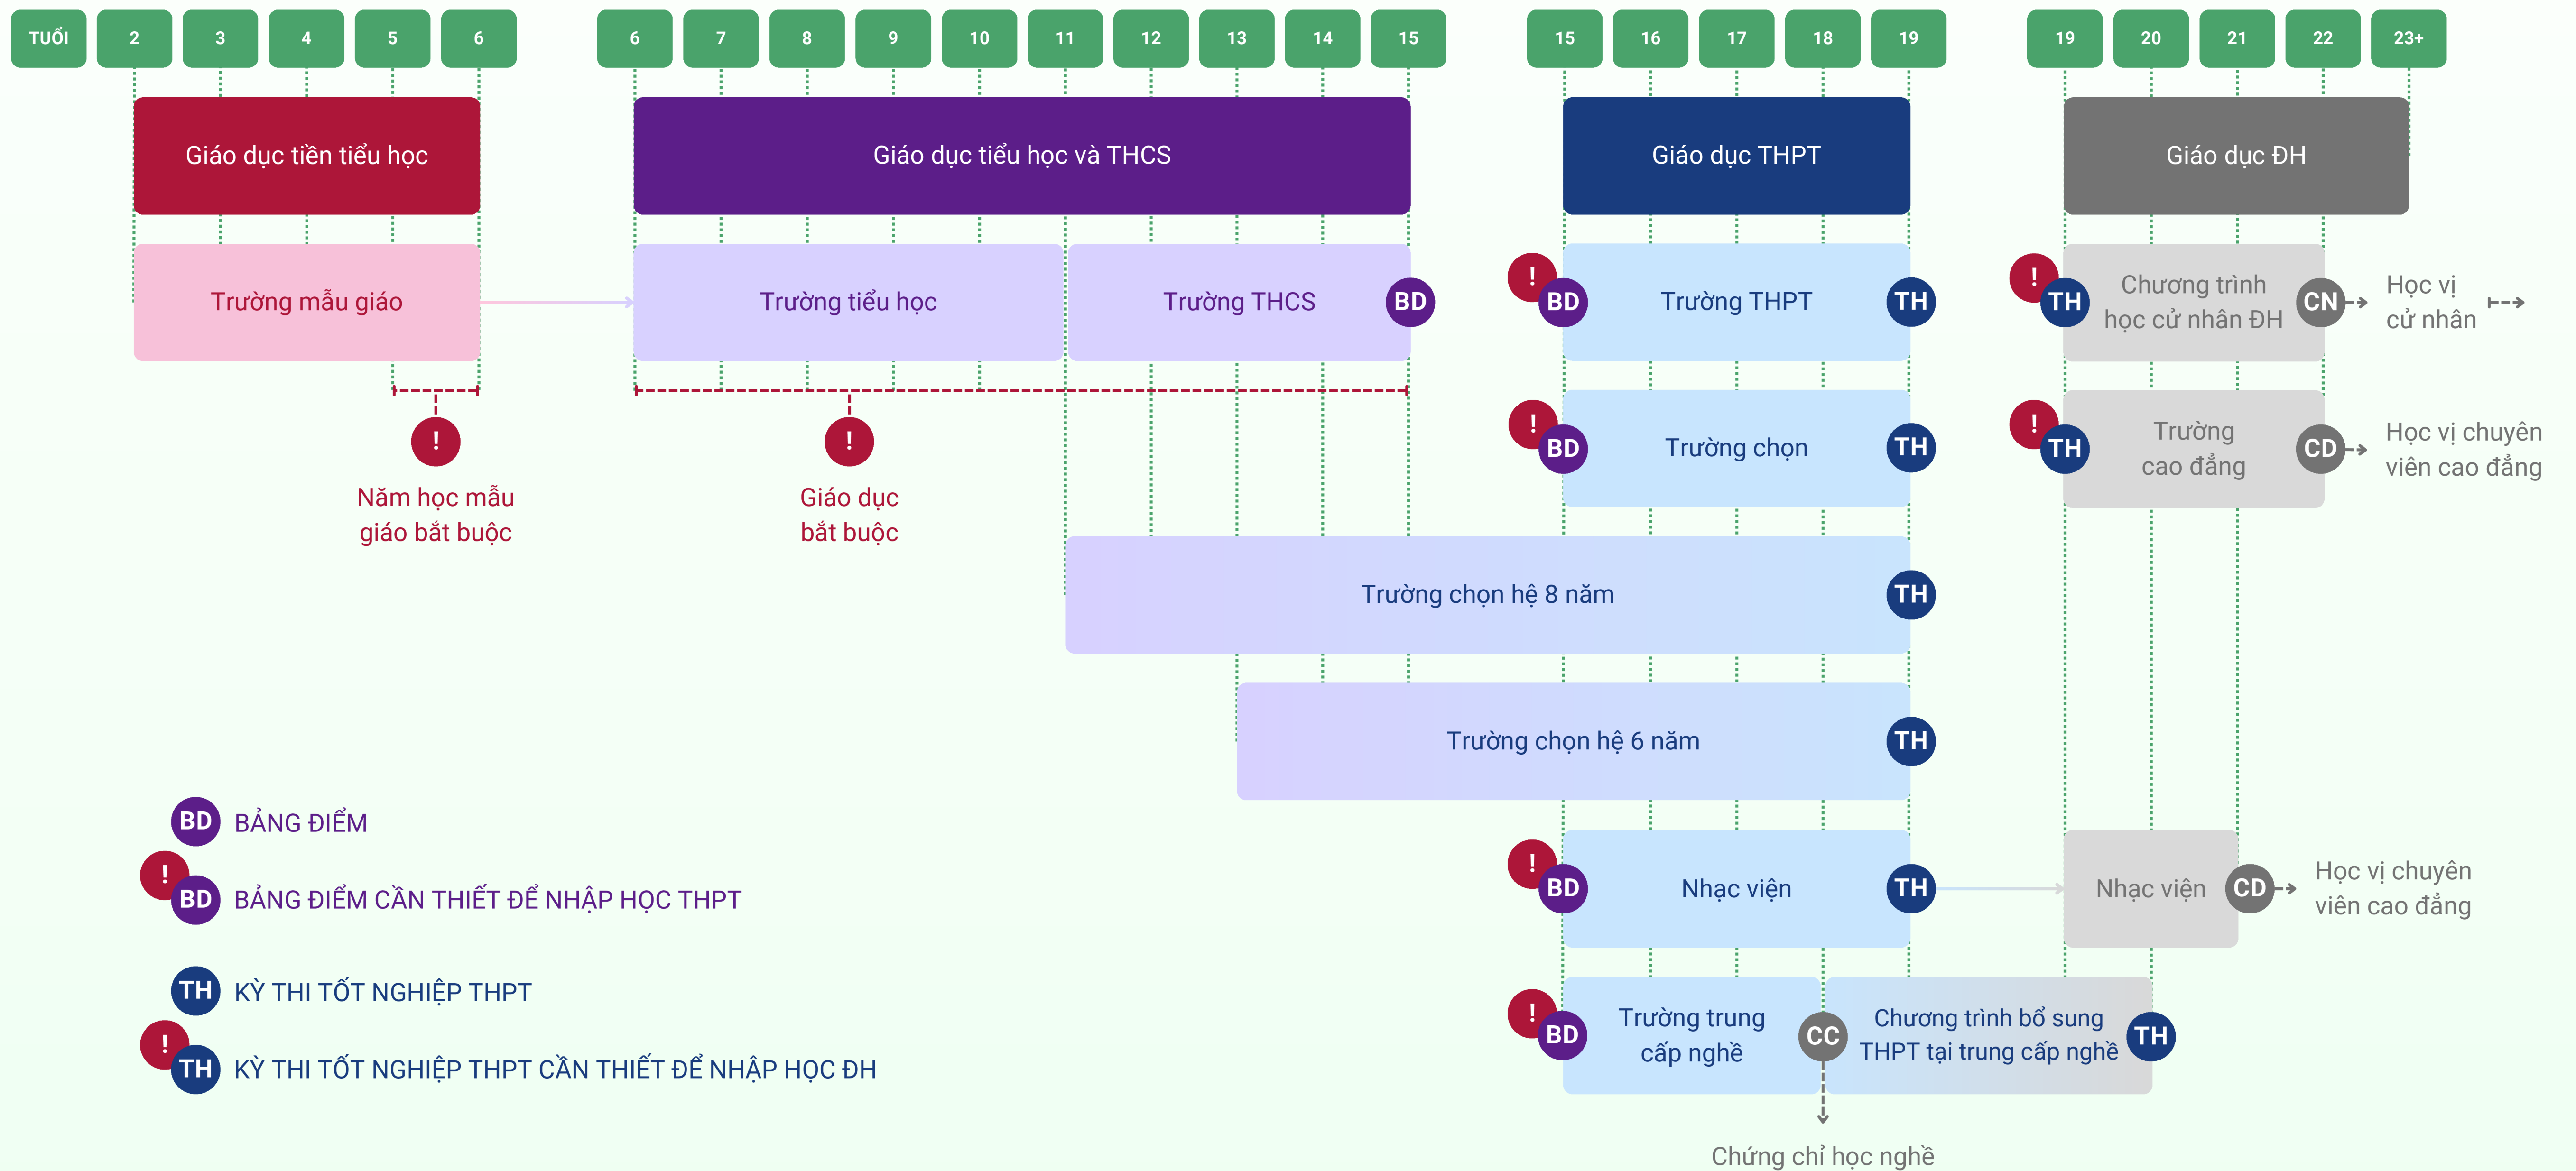 TUỔI 2 3 4 5 6 6 7 8 9 10 11 12 13 14 15 15 16 17 18 19 19 20 21 22 23+
Giáo dục tiền tiểu học
Giáo dục tiểu học và THCS
Giáo dục THPT
Giáo dục ĐH
Trường mẫu giáo
Trường tiểu học
Trường THCS
BD
!
BD
Trường THPT
TH
!
TH
Chương trình
học cử nhân ĐH
CN
Học vị
cử nhân
!
Năm học mẫu
giáo bắt buộc
!
Giáo dục
bắt buộc
!
BD
Trường chọn
TH
!
TH
Trường
cao đẳng
CD
Học vị chuyên
viên cao đẳng
Trường chọn hệ 8 năm
TH
Trường chọn hệ 6 năm
TH
!
BD
Nhạc viện
TH
Nhạc viện
CD
Học vị chuyên
viên cao đẳng
!
BD
Trường trung
cấp nghề
CC
Chương trình bổ sung
THPT tại trung cấp nghề
TH
Chứng chỉ học nghề
BD BẢNG ĐIỂM
!
BD BẢNG ĐIỂM CẦN THIẾT ĐỂ NHẬP HỌC THPT
TH KỲ THI TỐT NGHIỆP THPT
!
TH KỲ THI TỐT NGHIỆP THPT CẦN THIẾT ĐỂ NHẬP HỌC ĐH